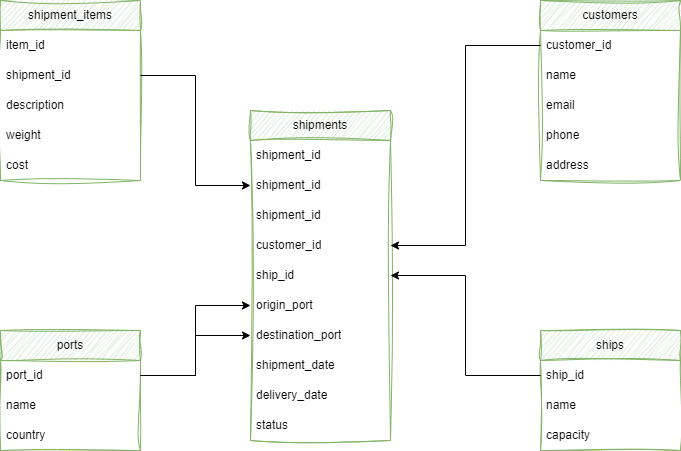 shipment_items
item_id
shipment_id
description
weight
cost
customers
customer_id
name
email
phone
address
shipments
shipment_id
shipment_id
shipment_id
customer_id
ship_id
origin_port
destination_port
shipment_date
delivery_date
status
ports
port_id
name
country
ships
ship_id
name
capacity